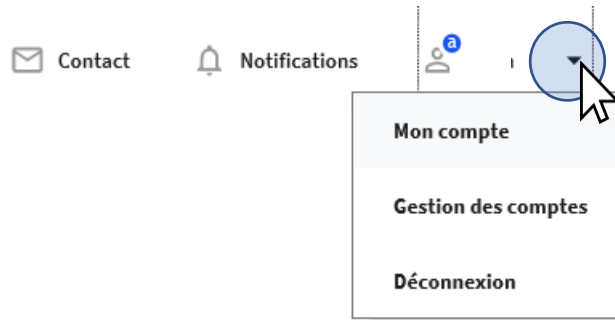 Contact
Notifications
a
Mon compte
Gestion des comptes
Déconnexion